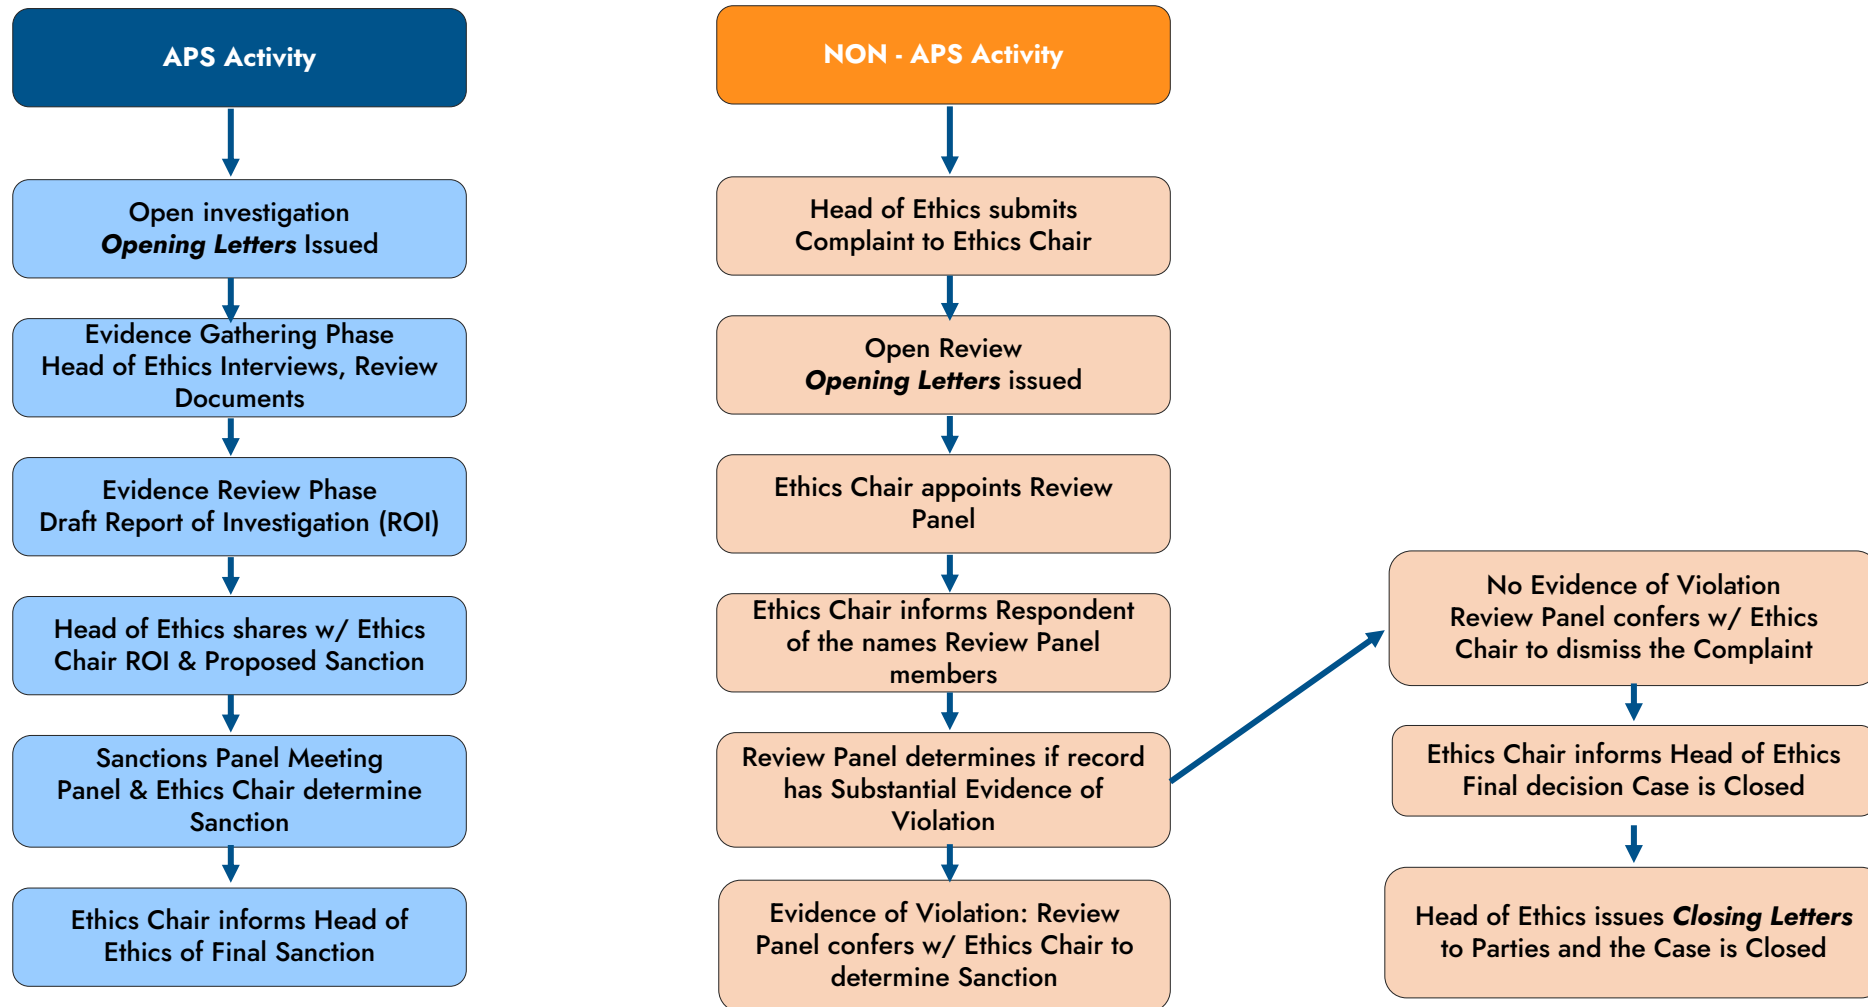 APS Activity
Open investigation
Opening Letters Issued
Evidence Gathering Phase
Head of Ethics Interviews, Review
Documents
Evidence Review Phase
Draft Report of Investigation (ROI)
Head of Ethics shares w/ Ethics
Chair ROI & Proposed Sanction
Sanctions Panel Meeting
Panel & Ethics Chair determine
Sanction
Ethics Chair informs Head of
Ethics of Final Sanction
NON - APS Activity
Head of Ethics submits
Complaint to Ethics Chair
Open Review
Opening Letters issued
Ethics Chair appoints Review
Panel
Ethics Chair informs Respondent
of the names Review Panel
members
Review Panel determines if record
has Substantial Evidence of
Violation
Evidence of Violation: Review
Panel confers w/ Ethics Chair to
determine Sanction
No Evidence of Violation
Review Panel confers w/ Ethics
Chair to dismiss the Complaint
Ethics Chair informs Head of Ethics
Final decision Case is Closed
Head of Ethics issues Closing Letters
to Parties and the Case is Closed